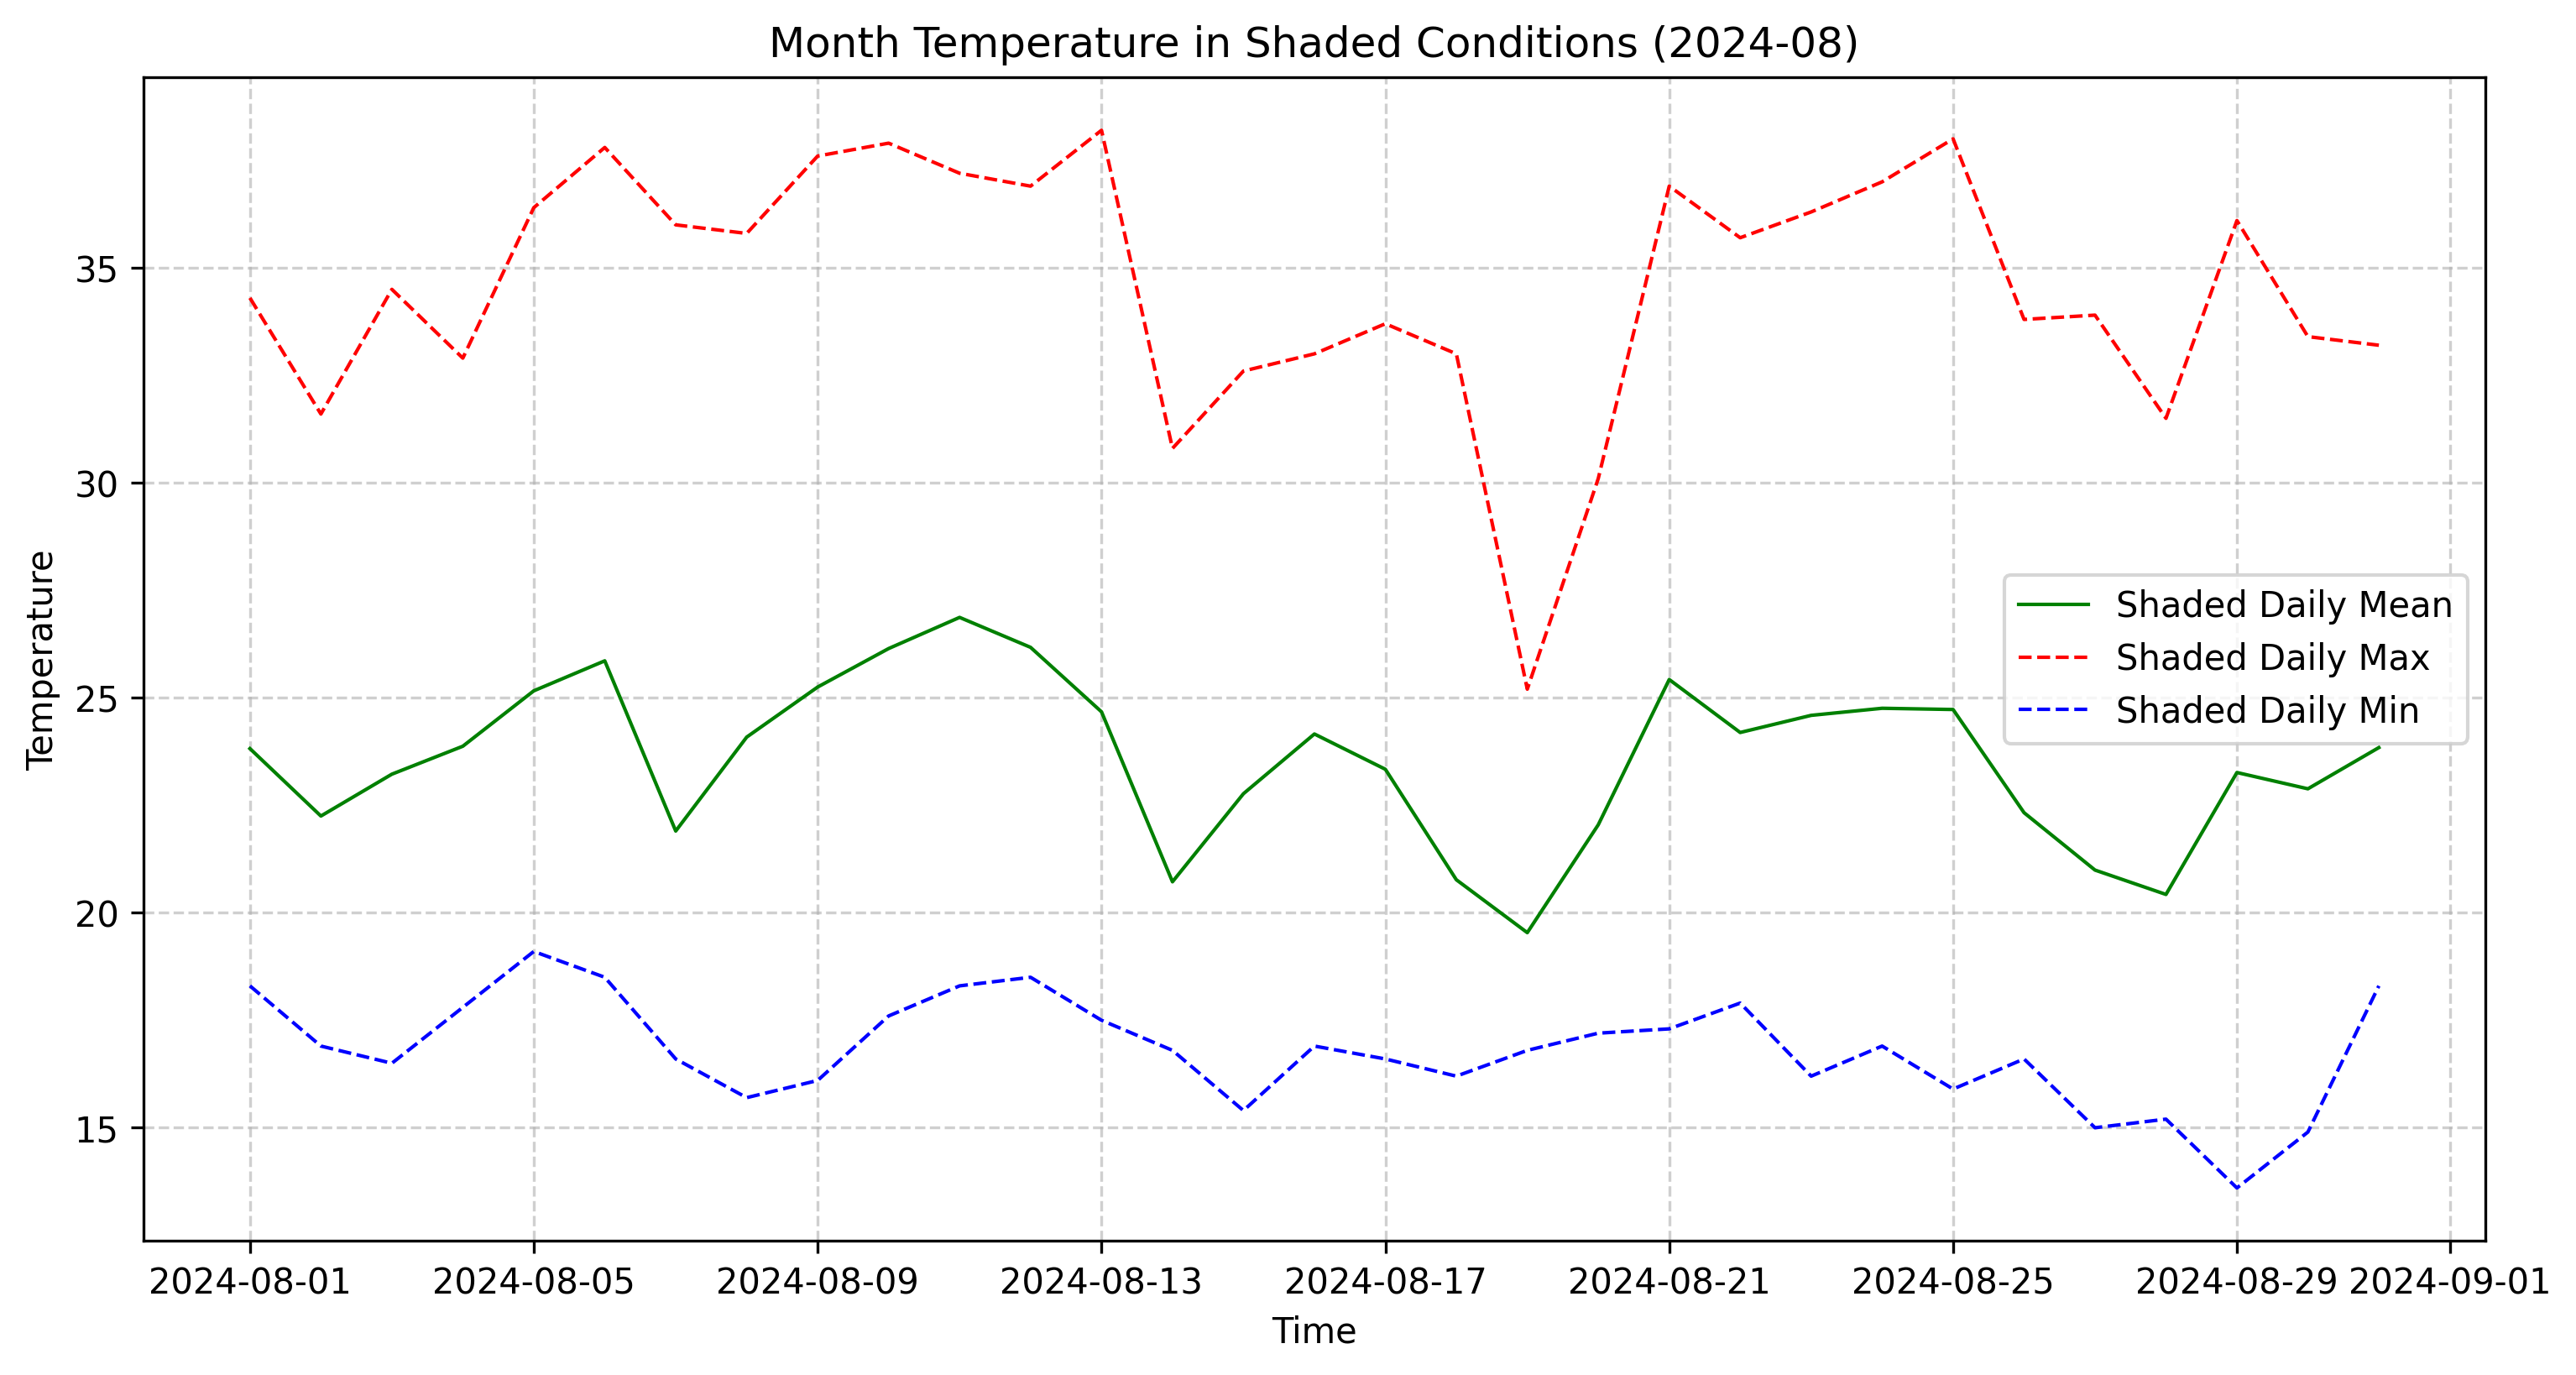 Month Temperature in Shaded Conditions (2024-08)
Temperature
35
30
25
20
15
Shaded Daily Mean
Shaded Daily Max
Shaded Daily Min
2024-08-01 2024-08-05 2024-08-09 2024-08-13 2024-08-17 2024-08-21 2024-08-25 2024-08-29 2024-09-01
Time